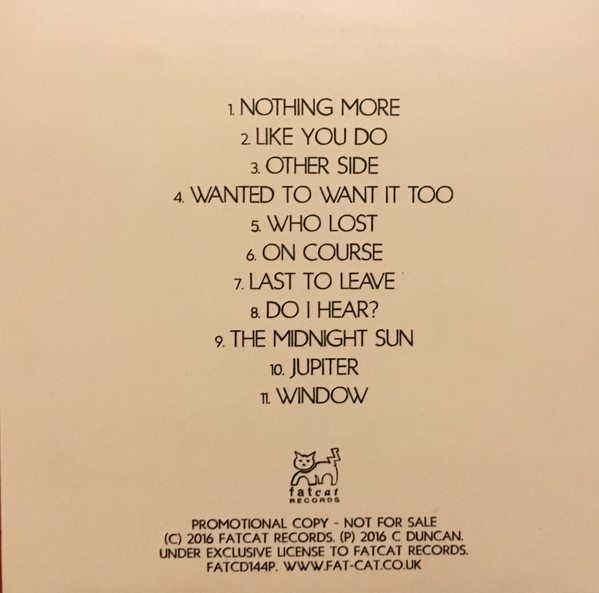 1. NOTHING MORE
2. LIKE YOU DO
3. OTHER SIDE
4. WANTED TO WANT IT TOO
5. WHO LOST
6. ON COURSE
7. LAST TO LEAVE
8. DO I HEAR?
9. THE MIDNIGHT SUN
10. JUPITER
11. WINDOW
fatcat
RECORDS
PROMOTIONAL COPY - NOT FOR SALE
(C) 2016 FATCAT RECORDS. (P) 2016 C DUNCAN.
UNDER EXCLUSIVE LICENSE TO FATCAT RECORDS.
FATCD144P. WWW.FAT-CAT.CO.UK